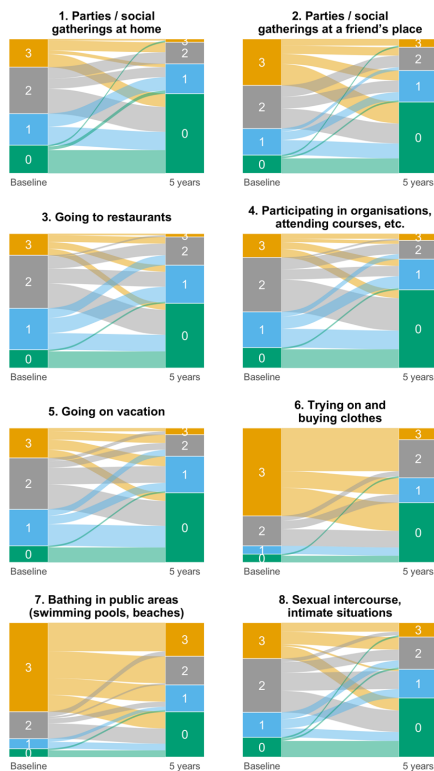 1. Parties / social
gatherings at home
3
2
1
0
3
2
1
0
Baseline
5 years
2. Parties / social
gatherings at a friend's place
3
2
1
0
3
2
1
0
Baseline
5 years
3. Going to restaurants
3
2
1
0
3
2
1
0
Baseline
5 years
4. Participating in organisations,
attending courses, etc.
3
2
1
0
3
2
1
0
Baseline
5 years
5. Going on vacation
3
2
1
0
3
2
1
0
Baseline
5 years
6. Trying on and
buying clothes
3
2
1
0
3
2
1
0
Baseline
5 years
7. Bathing in public areas
(swimming pools, beaches)
3
2
1
0
3
2
1
0
Baseline
5 years
8. Sexual intercourse,
intimate situations
3
2
1
0
3
2
1
0
Baseline
5 years